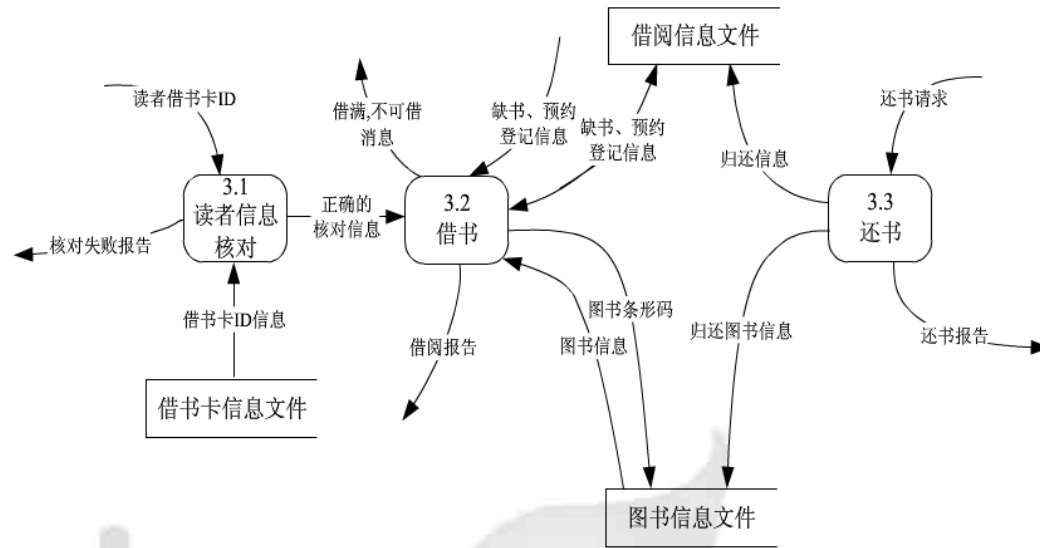 借阅信息文件
读者借书卡ID
借满,不可借
消息
缺书、预约
登记信息
缺书、预约
登记信息
还书请求
归还信息
3.1
读者信息
核对
正确的
核对信息
3.2
借书
3.3
还书
核对失败报告
借书卡ID信息
借阅报告
图书条形码
图书信息
归还图书信息
还书报告
借书卡信息文件
图书信息文件